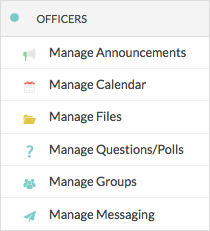 OFFICERS
Manage Announcements
Manage Calendar
Manage Files
Manage Questions/Polls
Manage Groups
Manage Messaging